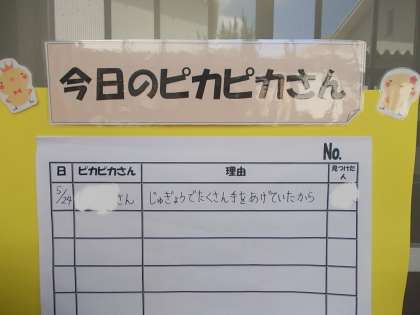 今日のピカピカさん
No.
日 ピカピカさん 理由 見つけた人
5/24 さん じゅぎょうでたくさん手をあげていたから